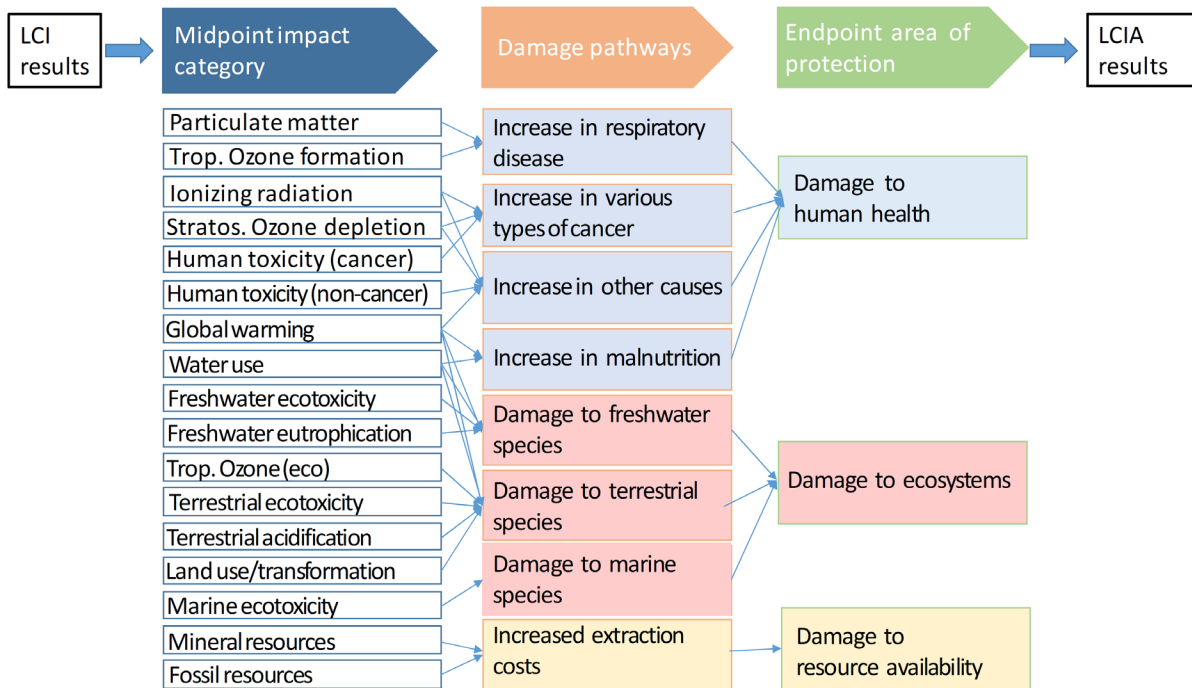 LCI
results
Midpoint impact
category
Damage pathways
Endpoint area of
protection
LCIA
results
Particulate matter
Trop. Ozone formation
Ionizing radiation
Stratos. Ozone depletion
Human toxicity (cancer)
Human toxicity (non-cancer)
Global warming
Water use
Freshwater ecotoxicity
Freshwater eutrophication
Trop. Ozone (eco)
Terrestrial ecotoxicity
Terrestrial acidification
Land use/transformation
Marine ecotoxicity
Mineral resources
Fossil resources
Increase in respiratory
disease
Increase in various
types of cancer
Increase in other causes
Increase in malnutrition
Damage to freshwater
species
Damage to terrestrial
species
Damage to marine
species
Increased extraction
costs
Damage to
human health
Damage to ecosystems
Damage to
resource availability